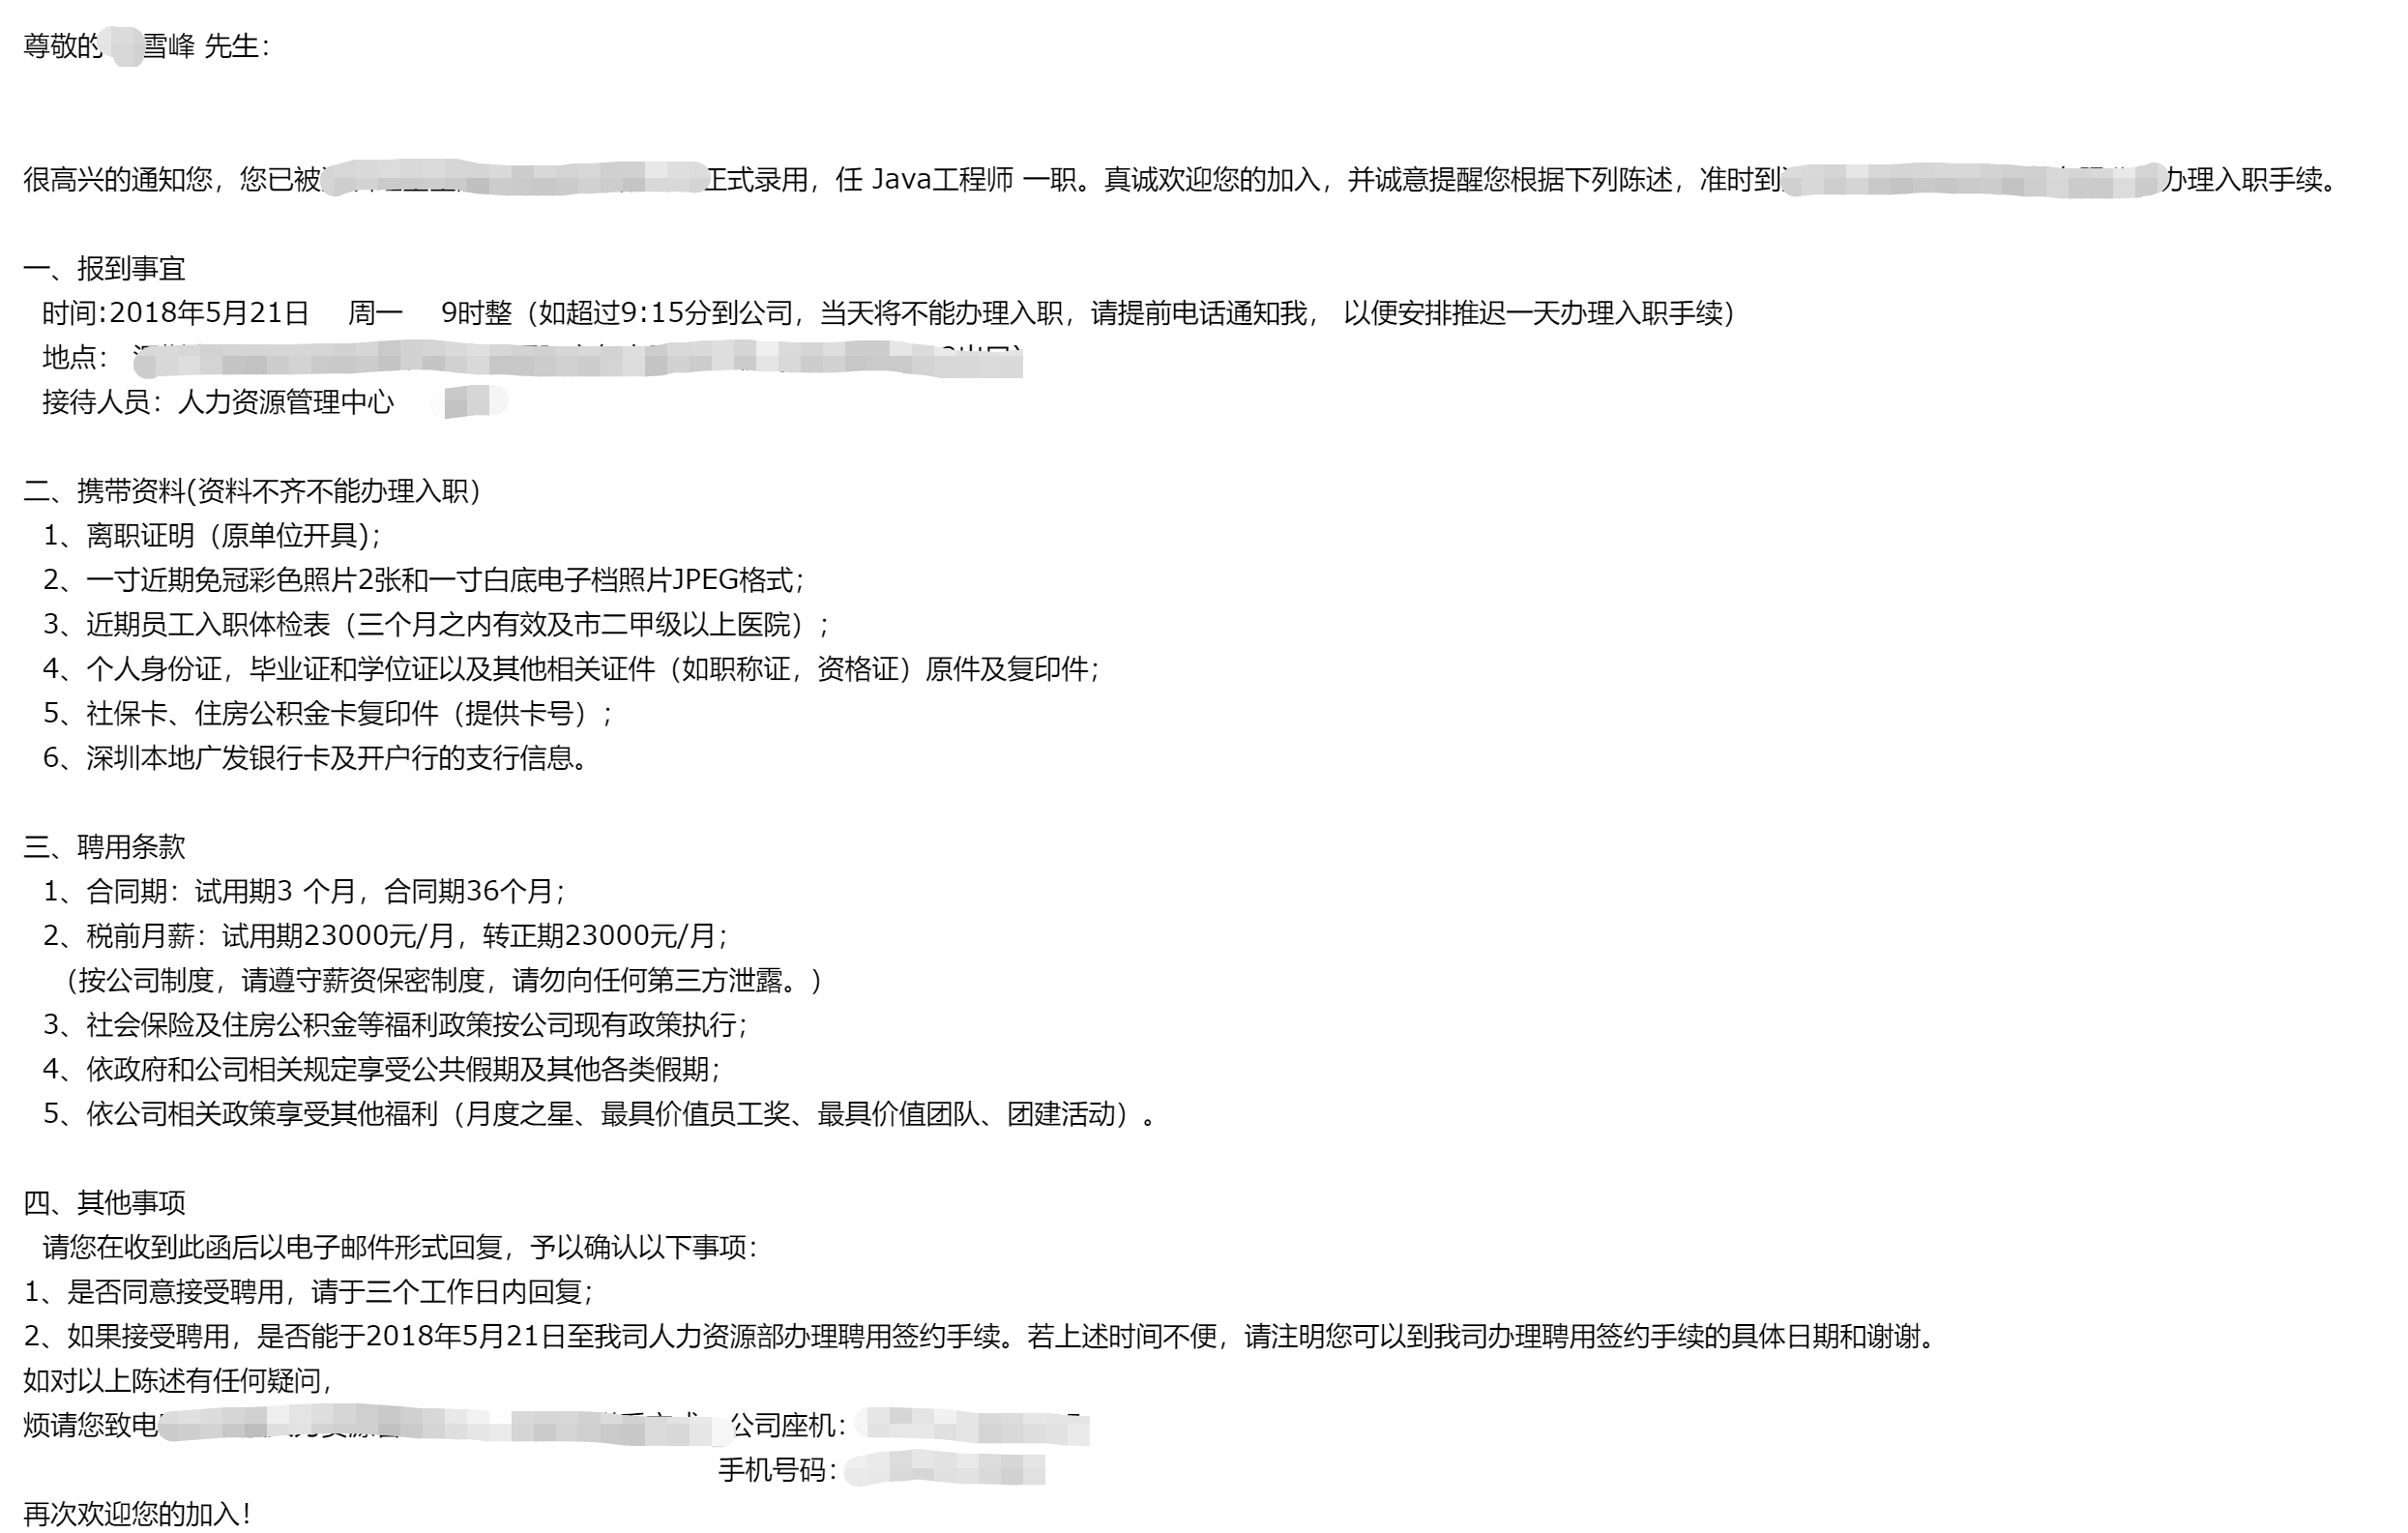 尊敬的 雪峰 先生：
很高兴的通知您，您已被 正式录用，任 Java工程师 一职。真诚欢迎您的加入，并诚意提醒您根据下列陈述，准时到 办理入职手续。
一、报到事宜
时间:2018年5月21日 周一 9时整（如超过9:15分到公司，当天将不能办理入职，请提前电话通知我， 以便安排推迟一天办理入职手续）
地点：
接待人员：人力资源管理中心
二、携带资料(资料不齐不能办理入职）
1、离职证明（原单位开具)；
2、一寸近期免冠彩色照片2张和一寸白底电子档照片JPEG格式；
3、近期员工入职体检表（三个月之内有效及市二甲级以上医院）；
4、个人身份证，毕业证和学位证以及其他相关证件（如职称证，资格证）原件及复印件；
5、社保卡、住房公积金卡复印件（提供卡号）；
6、深圳本地广发银行卡及开户行的支行信息。
三、聘用条款
1、合同期：试用期3 个月，合同期36个月；
2、税前月薪：试用期23000元/月，转正期23000元/月；
（按公司制度，请遵守薪资保密制度，请勿向任何第三方泄露。）
3、社会保险及住房公积金等福利政策按公司现有政策执行；
4、依政府和公司相关规定享受公共假期及其他各类假期；
5、依公司相关政策享受其他福利（月度之星、最具价值员工奖、最具价值团队、团建活动）。
四、其他事项
请您在收到此函后以电子邮件形式回复，予以确认以下事项：
1、是否同意接受聘用，请于三个工作日内回复；
2、如果接受聘用，是否能于2018年5月21日至我司人力资源部办理聘用签约手续。若上述时间不便，请注明您可以到我司办理聘用签约手续的具体日期和谢谢。
如对以上陈述有任何疑问，
烦请您致电 公司座机：
手机号码：
再次欢迎您的加入！